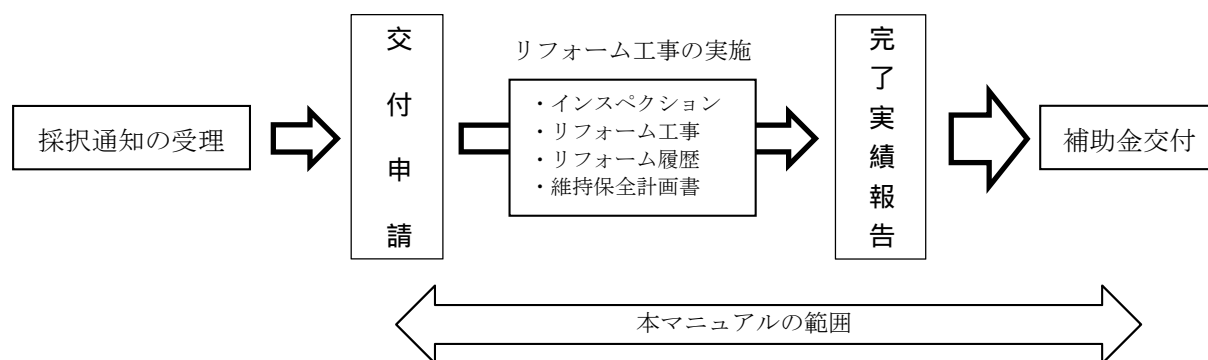 採択通知の受理
交付申請
リフォーム工事の実施
・インスペクション
・リフォーム工事
・リフォーム履歴
・維持保全計画書
完了実績報告
補助金交付
本マニュアルの範囲